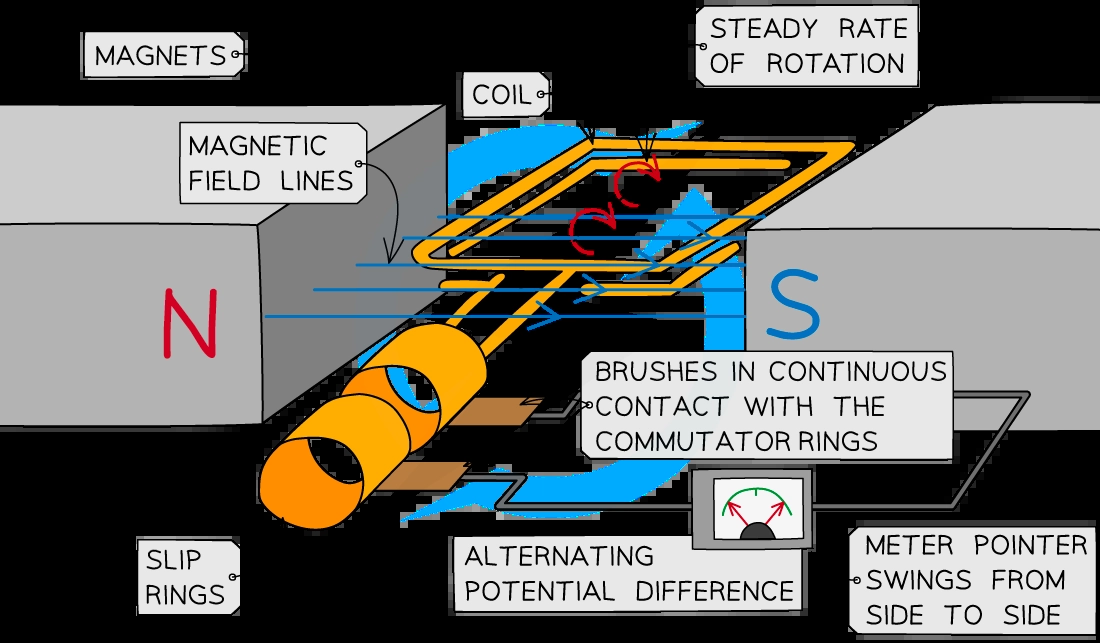 STEADY RATE
OF ROTATION
MAGNETS
COIL
MAGNETIC
FIELD LINES
N
S
BRUSHES IN CONTINUOUS
CONTACT WITH THE
COMMUTATOR RINGS
SLIP
RINGS
ALTERNATING
POTENTIAL DIFFERENCE
METER POINTER
SWINGS FROM
SIDE TO SIDE